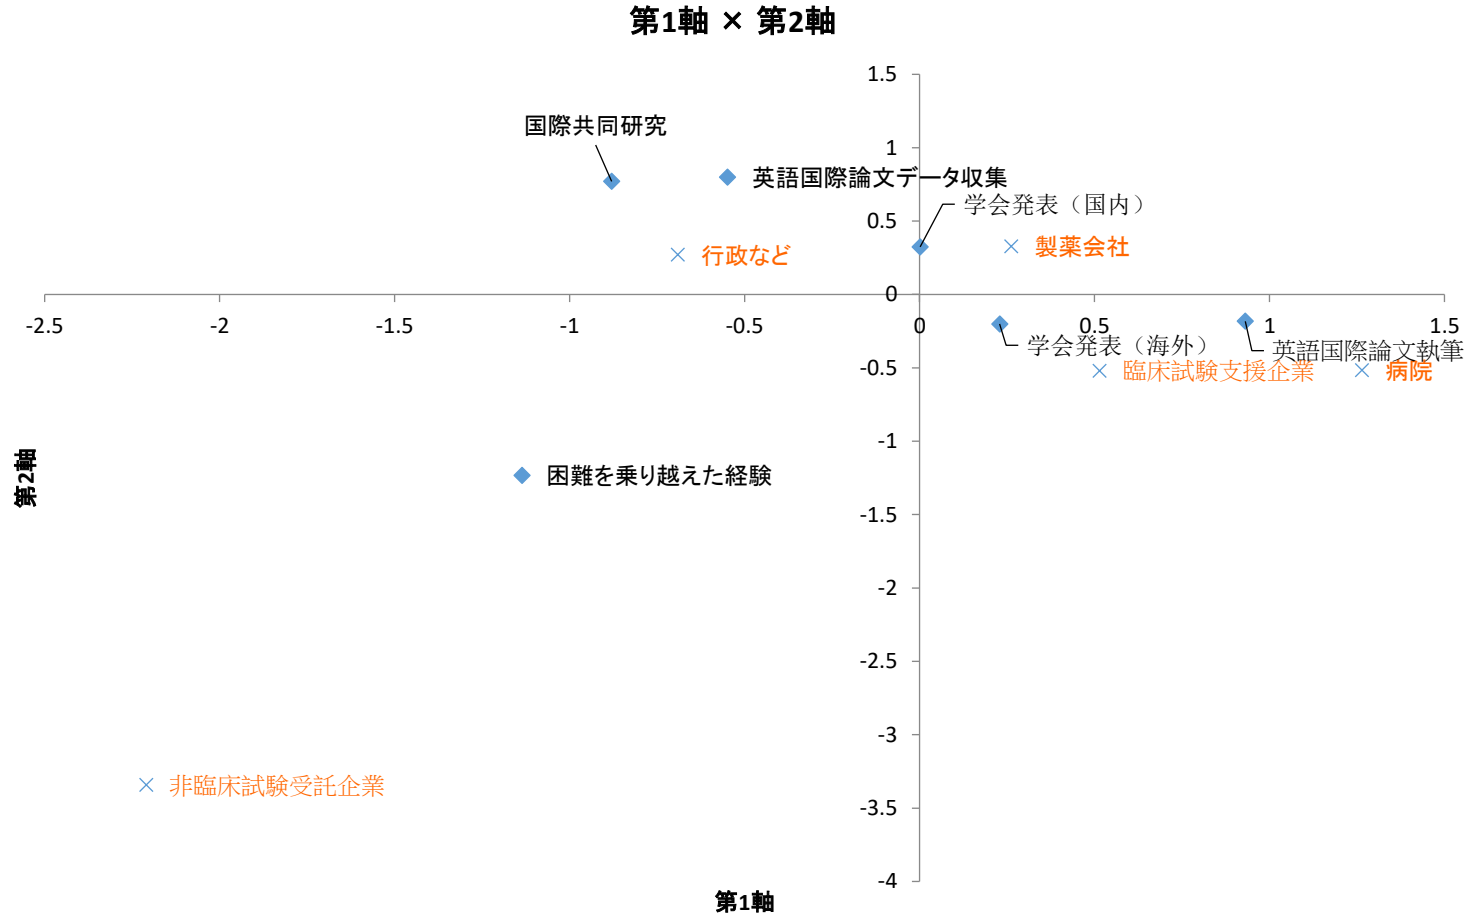 第1軸 × 第2軸
1.5
国際共同研究
1
英語国際論文データ収集
学会発表（国内）
0.5
行政など
製薬会社
0
-2.5
-2
-1.5
-1
-0.5
0
0.5
1
1.5
学会発表（海外）
英語国際論文執筆
-0.5
臨床試験支援企業
病院
-1
第2軸
困難を乗り越えた経験
-1.5
-2
-2.5
-3
非臨床試験受託企業
-3.5
-4
第1軸